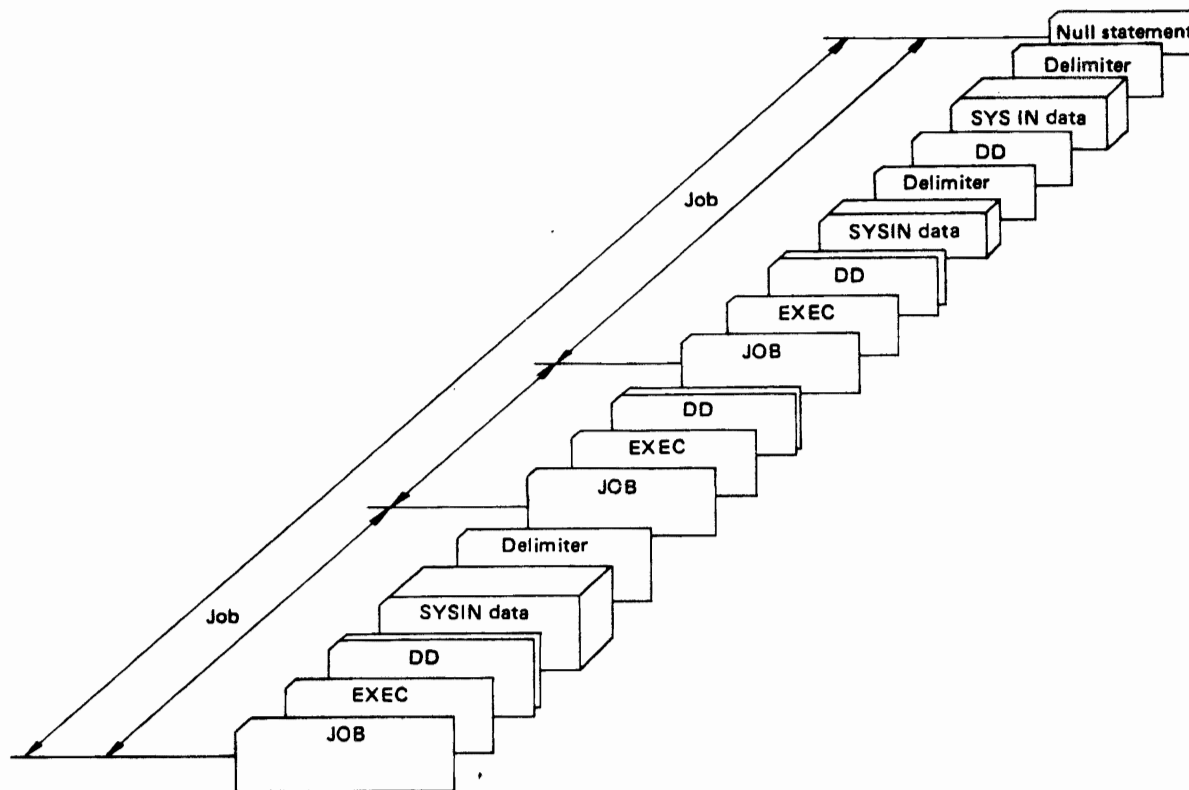 Null statement
Delimiter
SYS IN data
DD
Delimiter
Job
SYSIN data
DD
EXEC
JOB
DD
EXEC
JOB
Delimiter
Job
SYSIN data
DD
EXEC
JOB